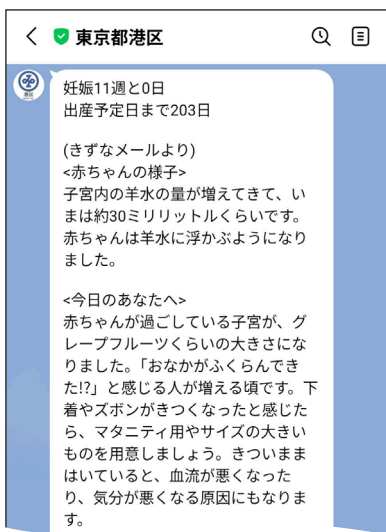 東京都港区
港区
妊娠11週と0日
出産予定日まで203日
(きずなメールより)
<赤ちゃんの様子>
子宮内の羊水の量が増えてきて、い
まは約30ミリリットルくらいです。
赤ちゃんは羊水に浮かぶようになり
ました。
<今日のあなたへ>
赤ちゃんが過ごしている子宮が、グ
レープフルーツくらいの大きさにな
りました。「おなかがふくらんでき
た!?」と感じる人が増える頃です。下
着やズボンがきつくなったと感じた
ら、マタニティ用やサイズの大きい
ものを用意しましょう。きついまま
はいていると、血流が悪くなった
り、気分が悪くなる原因にもなりま
す。